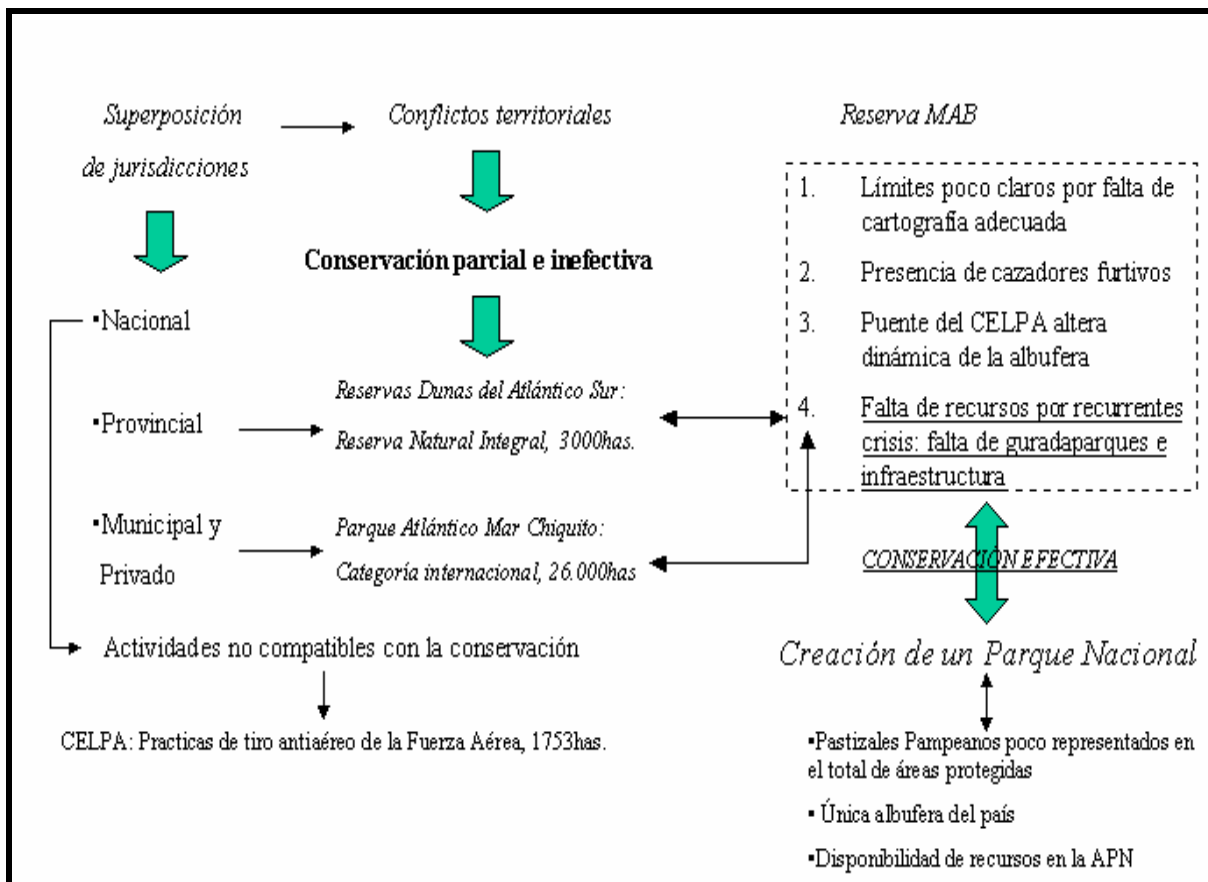 Superposición
de jurisdicciones
Conflictos territoriales
Conservación parcial e inefectiva
▪Nacional
▪Provincial
▪Municipal y
Privado
Reservas Dunas del Atlántico Sur:
Reserva Natural Integral, 3000has.
Parque Atlántico Mar Chiquito:
Categoría internacional, 26.000has
Actividades no compatibles con la conservación
CELPA: Practicas de tiro antiaéreo de la Fuerza Aérea, 1753has.
Reserva MAB
1. Límites poco claros por falta de
cartografía adecuada
2. Presencia de cazadores furtivos
3. Puente del CELPA altera
dinámica de la albufera
4. Falta de recursos por recurrentes
crisis: falta de guradaparques e
infraestructura
CONSERVACIÓN EFECTIVA
Creación de un Parque Nacional
▪Pastizales Pampeanos poco representados en
el total de áreas protegidas
▪ Única albufera del país
▪Disponibilidad de recursos en la APN